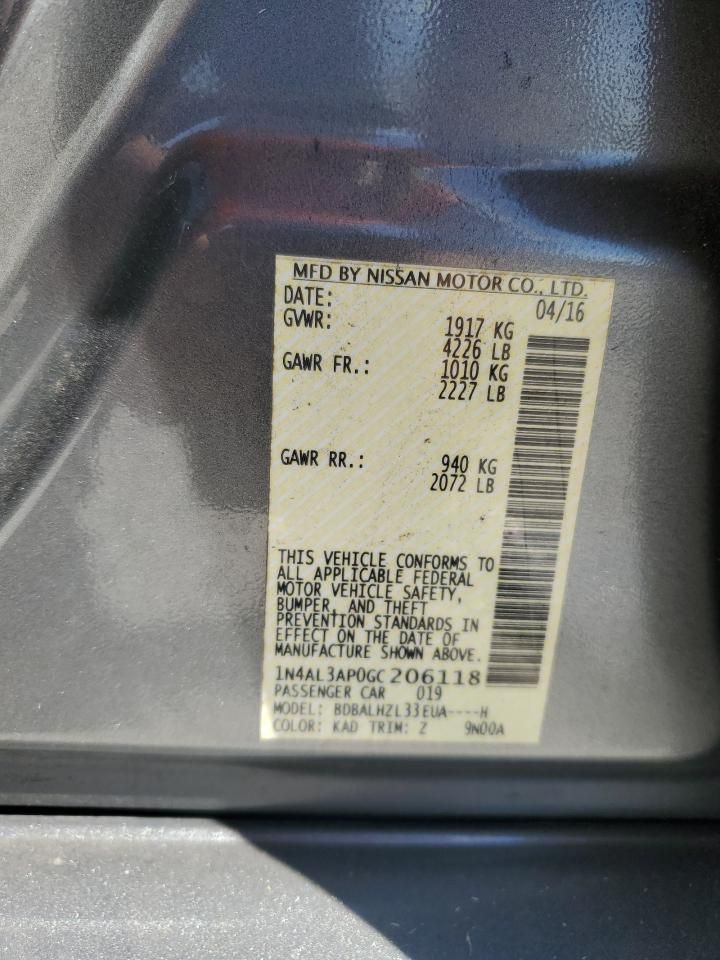 MFD BY NISSAN MOTOR CO., LTD.
DATE: 04/16
GVWR: 1917 KG
4226 LB
GAWR FR.: 1010 KG
2227 LB
GAWR RR.: 940 KG
2072 LB
THIS VEHICLE CONFORMS TO
ALL APPLICABLE FEDERAL
MOTOR VEHICLE SAFETY,
BUMPER, AND THEFT
PREVENTION STANDARDS IN
EFFECT ON THE DATE OF
MANUFACTURE SHOWN ABOVE.
1N4AL3AP0GC206118
PASSENGER CAR 019
MODEL: BDBALHZL33EUA----H
COLOR: KAD TRIM: Z 9N00A